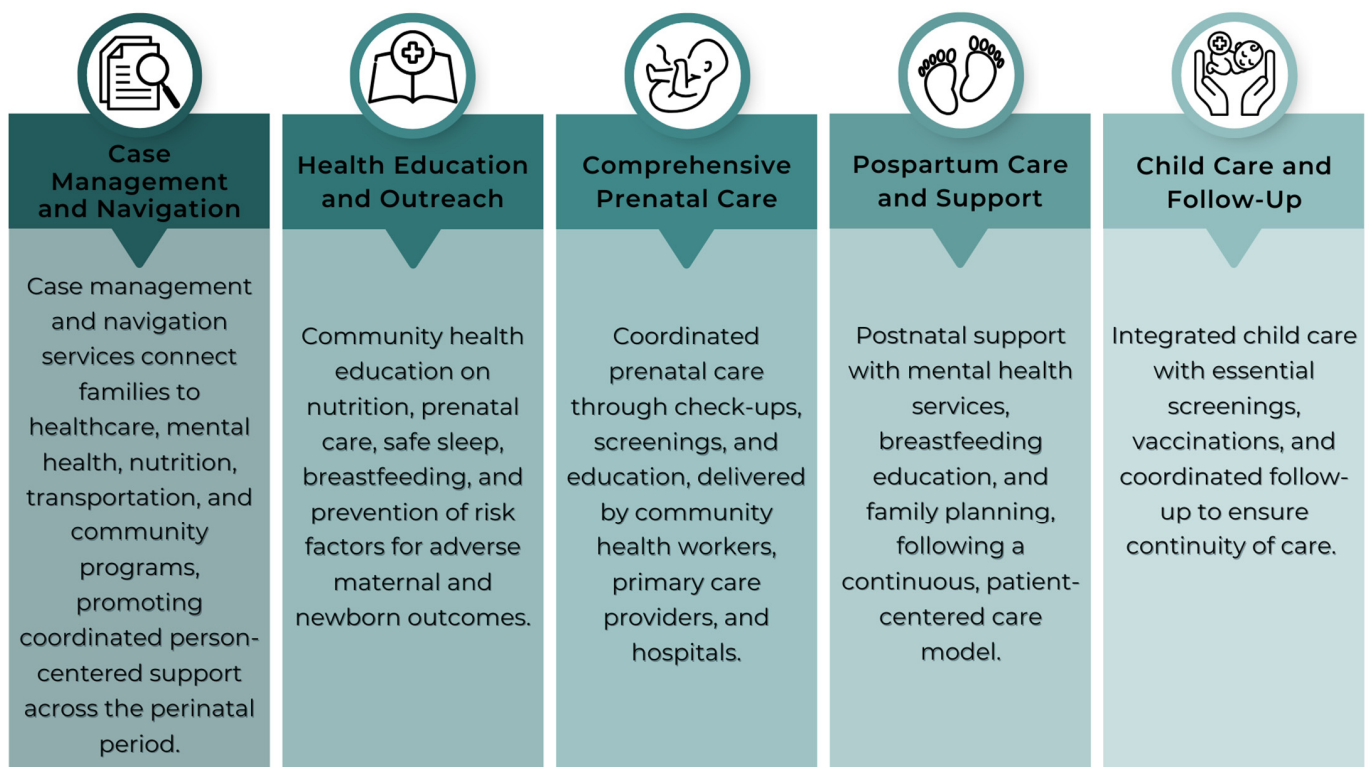 Case
Management
and Navigation
Case management
and navigation
services connect
families to
healthcare, mental
health, nutrition,
transportation, and
community
programs,
promoting
coordinated person-
centered support
across the perinatal
period.
Health Education
and Outreach
Community health
education on
nutrition, prenatal
care, safe sleep,
breastfeeding, and
prevention of risk
factors for adverse
maternal and
newborn outcomes.
Comprehensive
Prenatal Care
Coordinated
prenatal care
through check-ups,
screenings, and
education, delivered
by community
health workers,
primary care
providers, and
hospitals.
Pospartum Care
and Support
Postnatal support
with mental health
services,
breastfeeding
education, and
family planning,
following a
continuous, patient-
centered care
model.
Child Care and
Follow-Up
Integrated child care
with essential
screenings,
vaccinations, and
coordinated follow-
up to ensure
continuity of care.